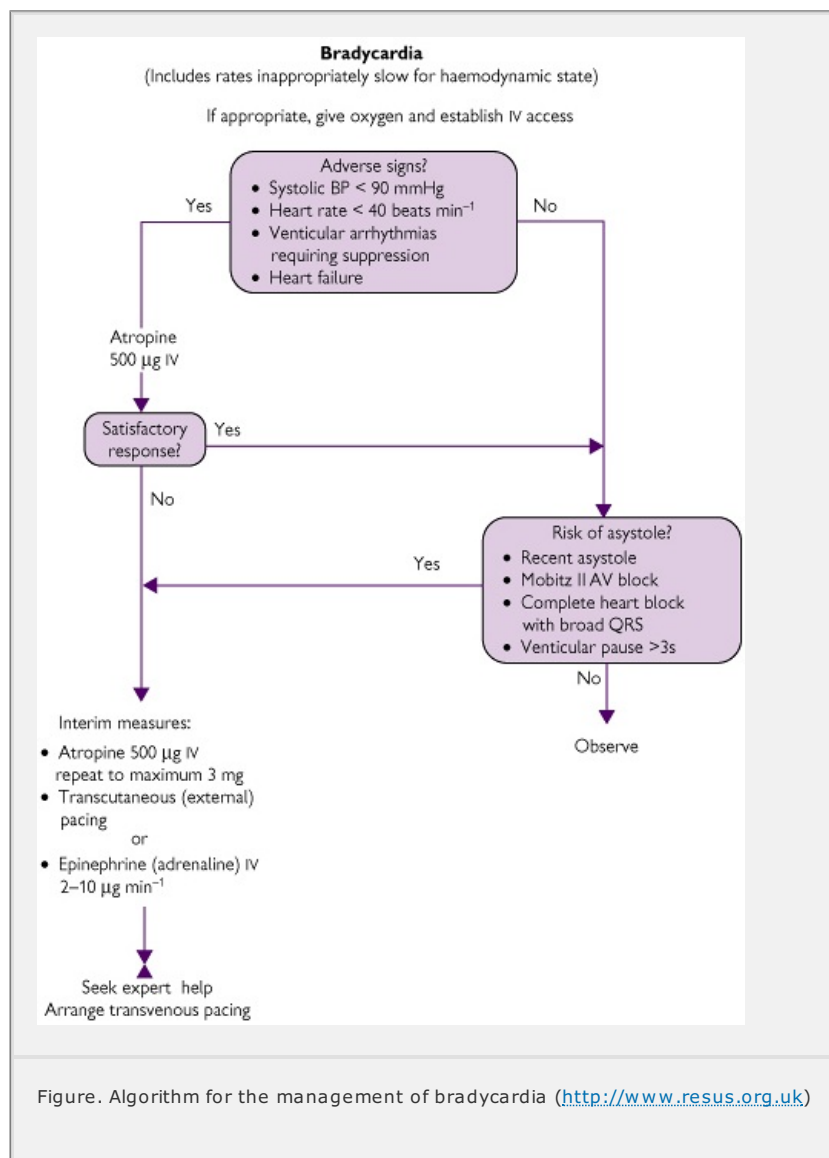 Bradycardia
(Includes rates inappropriately slow for haemodynamic state)
If appropriate, give oxygen and establish IV access
Adverse signs?
• Systolic BP < 90 mmHg
• Heart rate < 40 beats min⁻¹
• Venticular arrhythmias
requiring suppression
• Heart failure
Yes
No
Atropine
500 µg IV
Satisfactory
response?
Yes
No
Risk of asystole?
• Recent asystole
• Mobitz II AV block
• Complete heart block
with broad QRS
• Venticular pause >3s
Yes
No
Observe
Interim measures:
• Atropine 500 µg IV
repeat to maximum 3 mg
• Transcutaneous (external)
pacing
or
• Epinephrine (adrenaline) IV
2–10 µg min⁻¹
Seek expert help
Arrange transvenous pacing
Figure. Algorithm for the management of bradycardia (http://www.resus.org.uk)